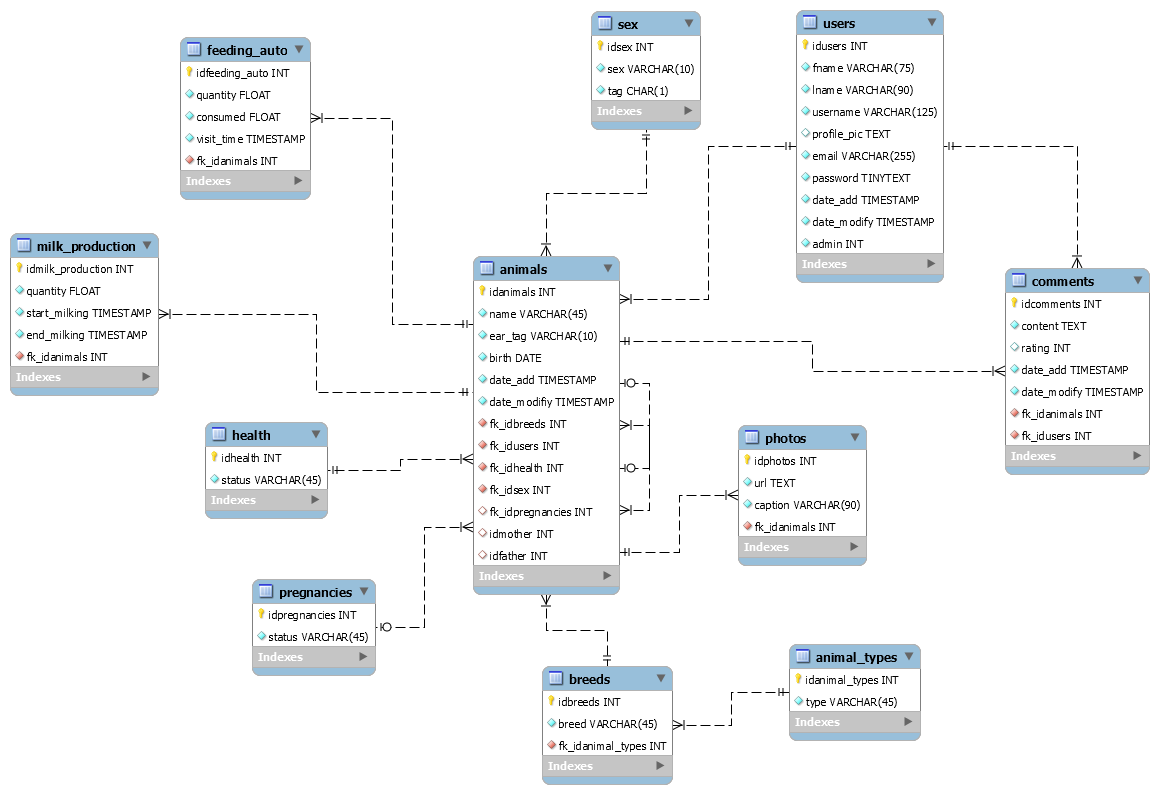 feeding_auto
idfeeding_auto INT
quantity FLOAT
consumed FLOAT
visit_time TIMESTAMP
fk_idanimals INT
Indexes
sex
idsex INT
sex VARCHAR(10)
tag CHAR(1)
Indexes
users
idusers INT
fname VARCHAR(75)
lname VARCHAR(90)
username VARCHAR(125)
profile_pic TEXT
email VARCHAR(255)
password TINYTEXT
date_add TIMESTAMP
date_modify TIMESTAMP
admin INT
Indexes
milk_production
idmilk_production INT
quantity FLOAT
start_milking TIMESTAMP
end_milking TIMESTAMP
fk_idanimals INT
Indexes
animals
idanimals INT
name VARCHAR(45)
ear_tag VARCHAR(10)
birth DATE
date_add TIMESTAMP
date_modifiy TIMESTAMP
fk_idbreeds INT
fk_idusers INT
fk_idhealth INT
fk_idsex INT
fk_idpregnancies INT
idmother INT
idfather INT
Indexes
comments
idcomments INT
content TEXT
rating INT
date_add TIMESTAMP
date_modify TIMESTAMP
fk_idanimals INT
fk_idusers INT
Indexes
health
idhealth INT
status VARCHAR(45)
Indexes
photos
idphotos INT
url TEXT
caption VARCHAR(90)
fk_idanimals INT
Indexes
pregnancies
idpregnancies INT
status VARCHAR(45)
Indexes
breeds
idbreeds INT
breed VARCHAR(45)
fk_idanimal_types INT
Indexes
animal_types
idanimal_types INT
type VARCHAR(45)
Indexes